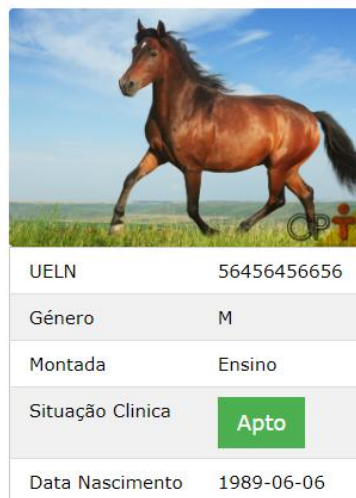 CPT
UELN 56456456656
Género M
Montada Ensino
Situação Clinica Apto
Data Nascimento 1989-06-06